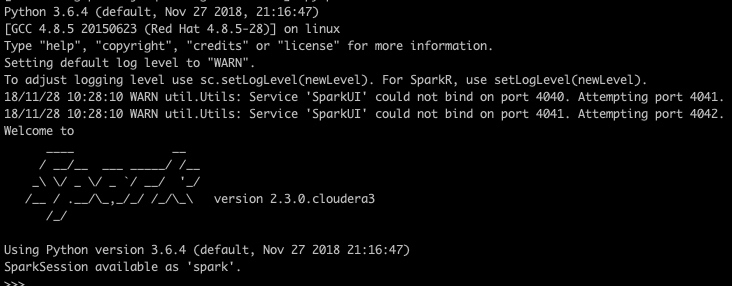 Python 3.6.4 (default, Nov 27 2018, 21:16:47)
[GCC 4.8.5 20150623 (Red Hat 4.8.5-28)] on linux
Type "help", "copyright", "credits" or "license" for more information.
Setting default log level to "WARN".
To adjust logging level use sc.setLogLevel(newLevel). For SparkR, use setLogLevel(newLevel).
18/11/28 10:28:10 WARN util.Utils: Service 'SparkUI' could not bind on port 4040. Attempting port 4041.
18/11/28 10:28:10 WARN util.Utils: Service 'SparkUI' could not bind on port 4041. Attempting port 4042.
Welcome to
      ____              __
     / __/__  ___ _____/ /__
    _\ \/ _ \/ _ `/ __/  '_/
   /__ / .__/\_,_/_/ /_/\_\   version 2.3.0.cloudera3
      /_/
Using Python version 3.6.4 (default, Nov 27 2018 21:16:47)
SparkSession available as 'spark'.
>>>